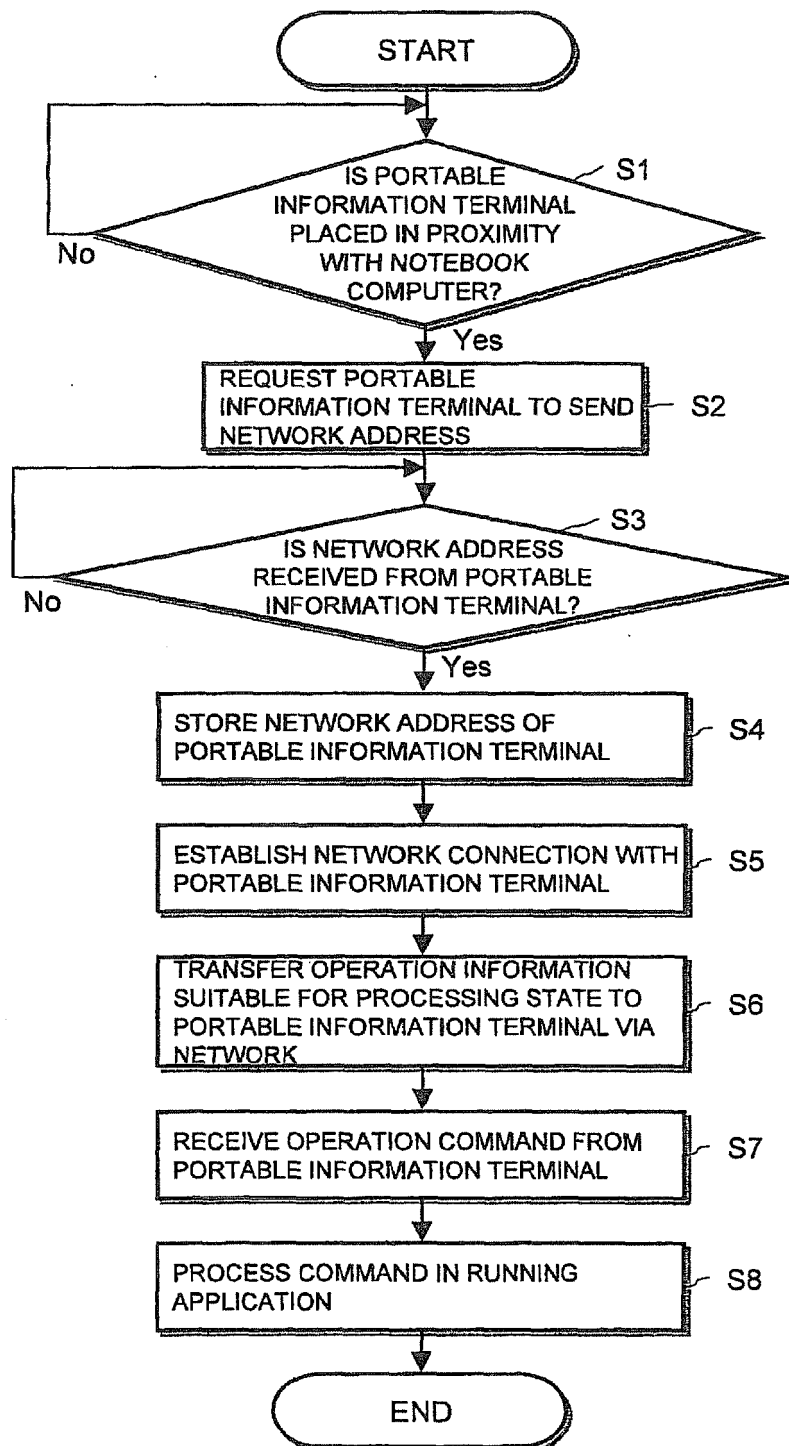 START
S1
IS PORTABLE
INFORMATION TERMINAL
PLACED IN PROXIMITY
WITH NOTEBOOK
COMPUTER?
No
Yes
REQUEST PORTABLE
INFORMATION TERMINAL TO SEND
NETWORK ADDRESS
S2
S3
IS NETWORK ADDRESS
RECEIVED FROM PORTABLE
INFORMATION TERMINAL?
No
Yes
STORE NETWORK ADDRESS OF
PORTABLE INFORMATION TERMINAL
S4
ESTABLISH NETWORK CONNECTION WITH
PORTABLE INFORMATION TERMINAL
S5
TRANSFER OPERATION INFORMATION
SUITABLE FOR PROCESSING STATE TO
PORTABLE INFORMATION TERMINAL VIA
NETWORK
S6
RECEIVE OPERATION COMMAND FROM
PORTABLE INFORMATION TERMINAL
S7
PROCESS COMMAND IN RUNNING
APPLICATION
S8
END